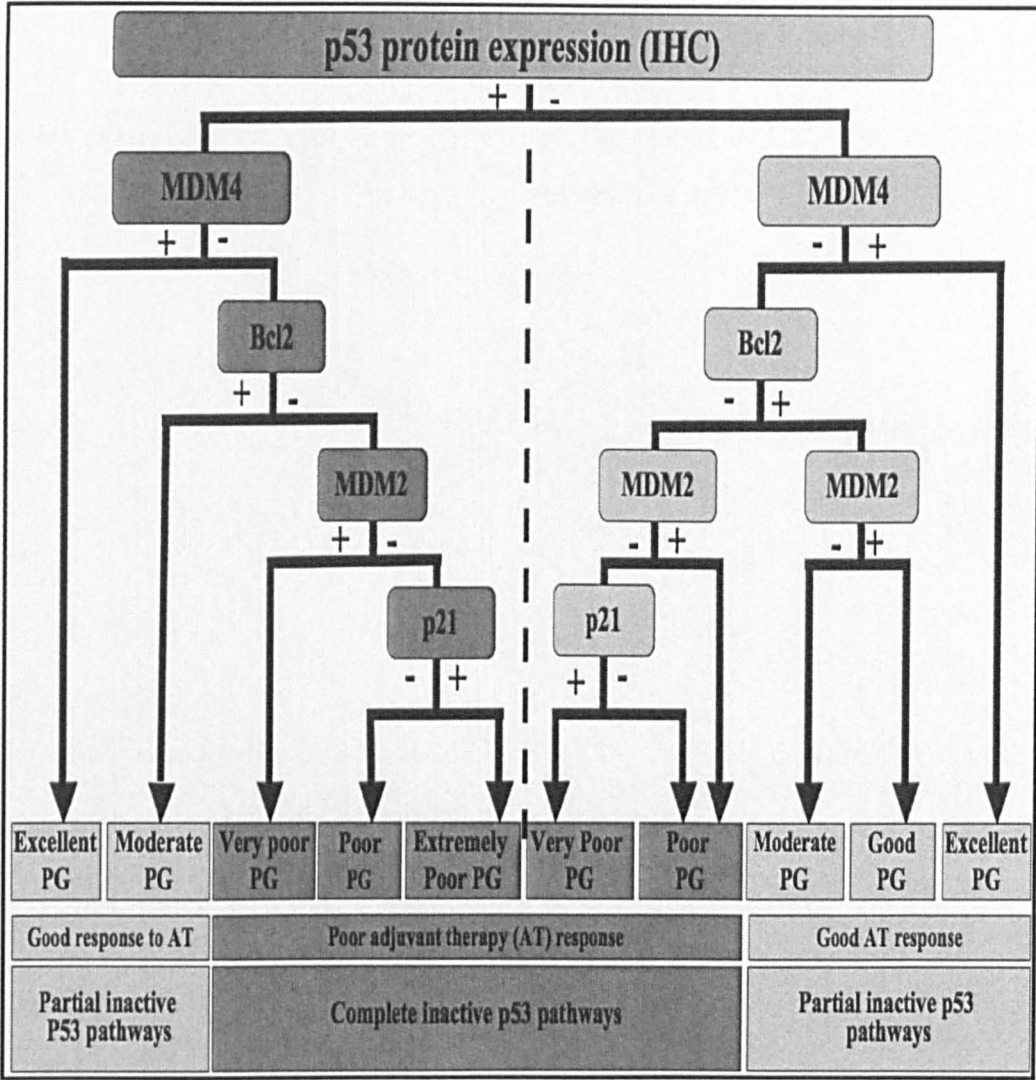 p53 protein expression (IHC)
+ -
MDM4 MDM4
+ - - +
Bcl2 Bcl2
+ - - +
MDM2 MDM2 MDM2
+ - - + - +
p21 p21
- + + -
Excellent PG
Moderate PG
Very poor PG
Poor PG
Extremely Poor PG
Very Poor PG
Poor PG
Moderate PG
Good PG
Excellent PG
Good response to AT
Poor adjuvant therapy (AT) response
Good AT response
Partial inactive
P53 pathways
Complete inactive p53 pathways
Partial inactive p53
pathways